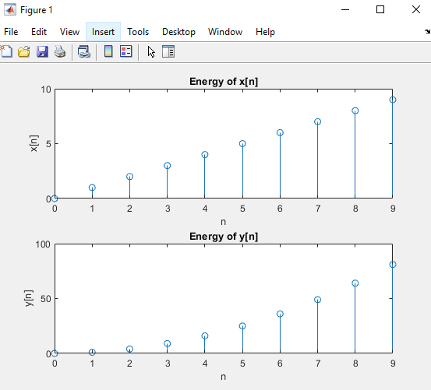 Figure 1
File Edit View Insert Tools Desktop Window Help
Energy of x[n]
10
5
0
x[n]
0 1 2 3 4 5 6 7 8 9
n
Energy of y[n]
100
50
0
y[n]
0 1 2 3 4 5 6 7 8 9
n